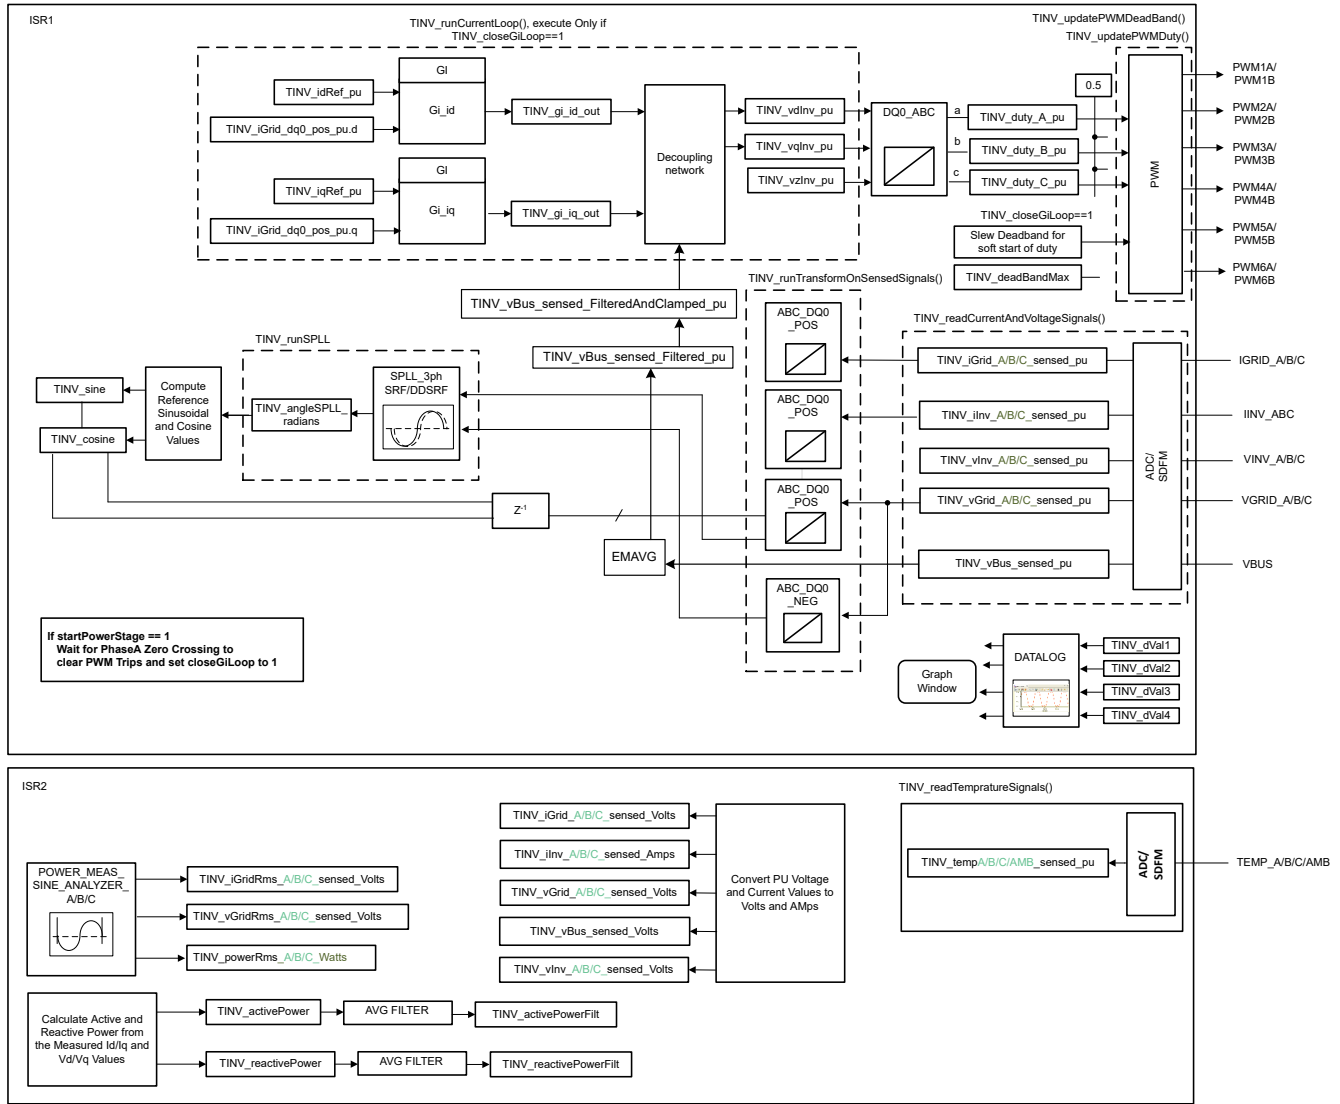 ISR1
TINV_runCurrentLoop(), execute Only if
TINV_closeGiLoop==1
TINV_updatePWMDeadBand()
TINV_updatePWMDuty()
GI
Gi_id
TINV_idRef_pu
TINV_iGrid_dq0_pos_pu.d
TINV_gi_id_out
GI
Gi_iq
TINV_iqRef_pu
TINV_iGrid_dq0_pos_pu.q
TINV_gi_iq_out
Decoupling
network
TINV_vdInv_pu
TINV_vqInv_pu
TINV_vzInv_pu
DQ0_ABC
a
b
c
TINV_duty_A_pu
TINV_duty_B_pu
TINV_duty_C_pu
0.5
PWM
PWM1A/
PWM1B
PWM2A/
PWM2B
PWM3A/
PWM3B
PWM4A/
PWM4B
PWM5A/
PWM5B
PWM6A/
PWM6B
TINV_closeGiLoop==1
Slew Deadband for
soft start of duty
TINV_deadBandMax
TINV_vBus_sensed_FilteredAndClamped_pu
TINV_vBus_sensed_Filtered_pu
TINV_runTransformOnSensedSignals()
ABC_DQ0
_POS
ABC_DQ0
_POS
ABC_DQ0
_POS
ABC_DQ0
_NEG
TINV_readCurrentAndVoltageSignals()
TINV_iGrid_A/B/C_sensed_pu
TINV_iInv_A/B/C_sensed_pu
TINV_vInv_A/B/C_sensed_pu
TINV_vGrid_A/B/C_sensed_pu
TINV_vBus_sensed_pu
ADC/
SDFM
IGRID_A/B/C
IINV_ABC
VINV_A/B/C
VGRID_A/B/C
VBUS
TINV_runSPLL
SPLL_3ph
SRF/DDSRF
TINV_angleSPLL_
radians
Compute
Reference
Sinusoidal
and Cosine
Values
TINV_sine
TINV_cosine
Z-1
EMAVG
If startPowerStage == 1
Wait for PhaseA Zero Crossing to
clear PWM Trips and set closeGiLoop to 1
Graph
Window
DATALOG
TINV_dVal1
TINV_dVal2
TINV_dVal3
TINV_dVal4
ISR2
POWER_MEAS_
SINE_ANALYZER_
A/B/C
TINV_iGridRms_A/B/C_sensed_Volts
TINV_vGridRms_A/B/C_sensed_Volts
TINV_powerRms_A/B/C_Watts
TINV_iGrid_A/B/C_sensed_Volts
TINV_iInv_A/B/C_sensed_Amps
TINV_vGrid_A/B/C_sensed_Volts
TINV_vBus_sensed_Volts
TINV_vInv_A/B/C_sensed_Volts
Convert PU Voltage
and Current Values to
Volts and AMps
TINV_readTempratureSignals()
TINV_tempA/B/C/AMB_sensed_pu
ADC/
SDFM
TEMP_A/B/C/AMB
Calculate Active and
Reactive Power from
the Measured Id/Iq and
Vd/Vq Values
TINV_activePower
AVG FILTER
TINV_activePowerFilt
TINV_reactivePower
AVG FILTER
TINV_reactivePowerFilt